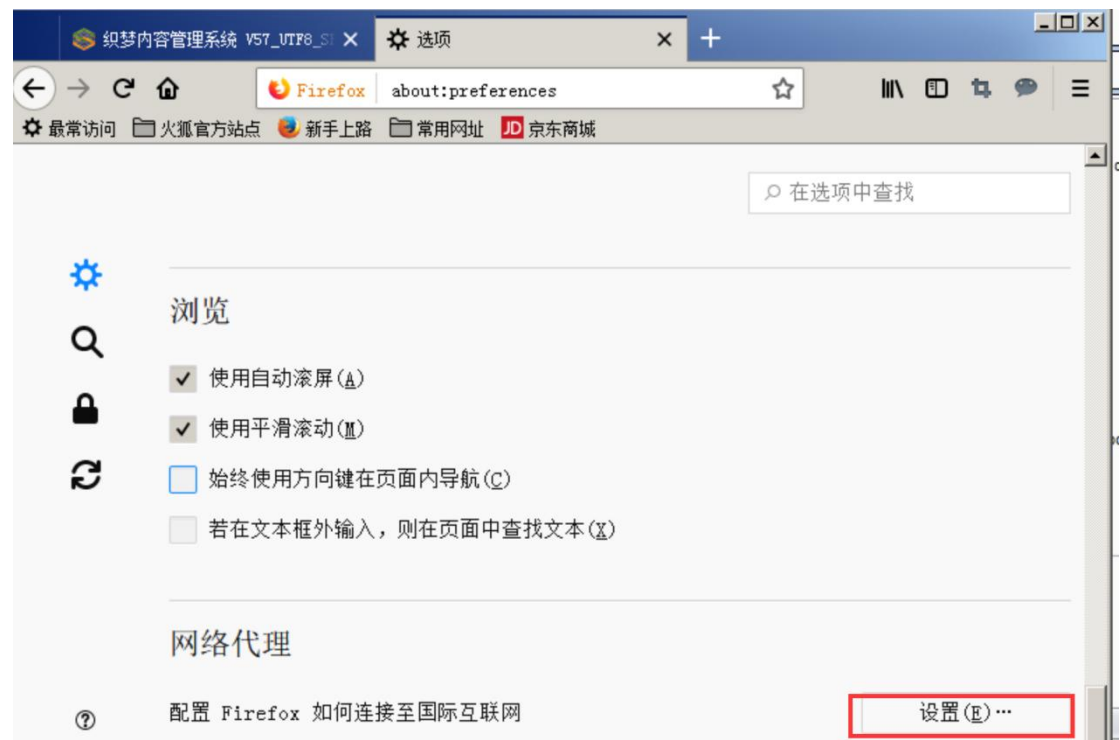 织梦内容管理系统 V57_UTF8_S
选项
Firefox about:preferences
最常访问 火狐官方站点 新手上路 常用网址 JD 京东商城
在选项中查找
浏览
使用自动滚屏(A)
使用平滑滚动(M)
始终使用方向键在页面内导航(C)
若在文本框外输入，则在页面中查找文本(X)
网络代理
配置 Firefox 如何连接至国际互联网
设置(E)…